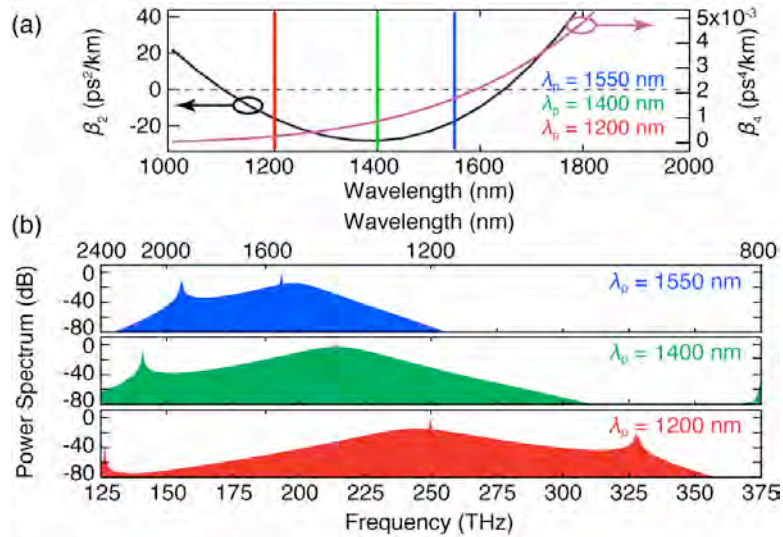 (a)
40
20
0
-20
β₂ (ps²/km)
5x10⁻³
4
3
2
1
0
β₄ (ps⁴/km)
λp = 1550 nm
λp = 1400 nm
λp = 1200 nm
1000 1200 1400 1600 1800 2000
Wavelength (nm)
(b)
Wavelength (nm)
2400 2000 1600 1200 800
Power Spectrum (dB)
0
-40
-80
λp = 1550 nm
0
-40
-80
λp = 1400 nm
0
-40
-80
λp = 1200 nm
125 150 175 200 225 250 275 300 325 350 375
Frequency (THz)